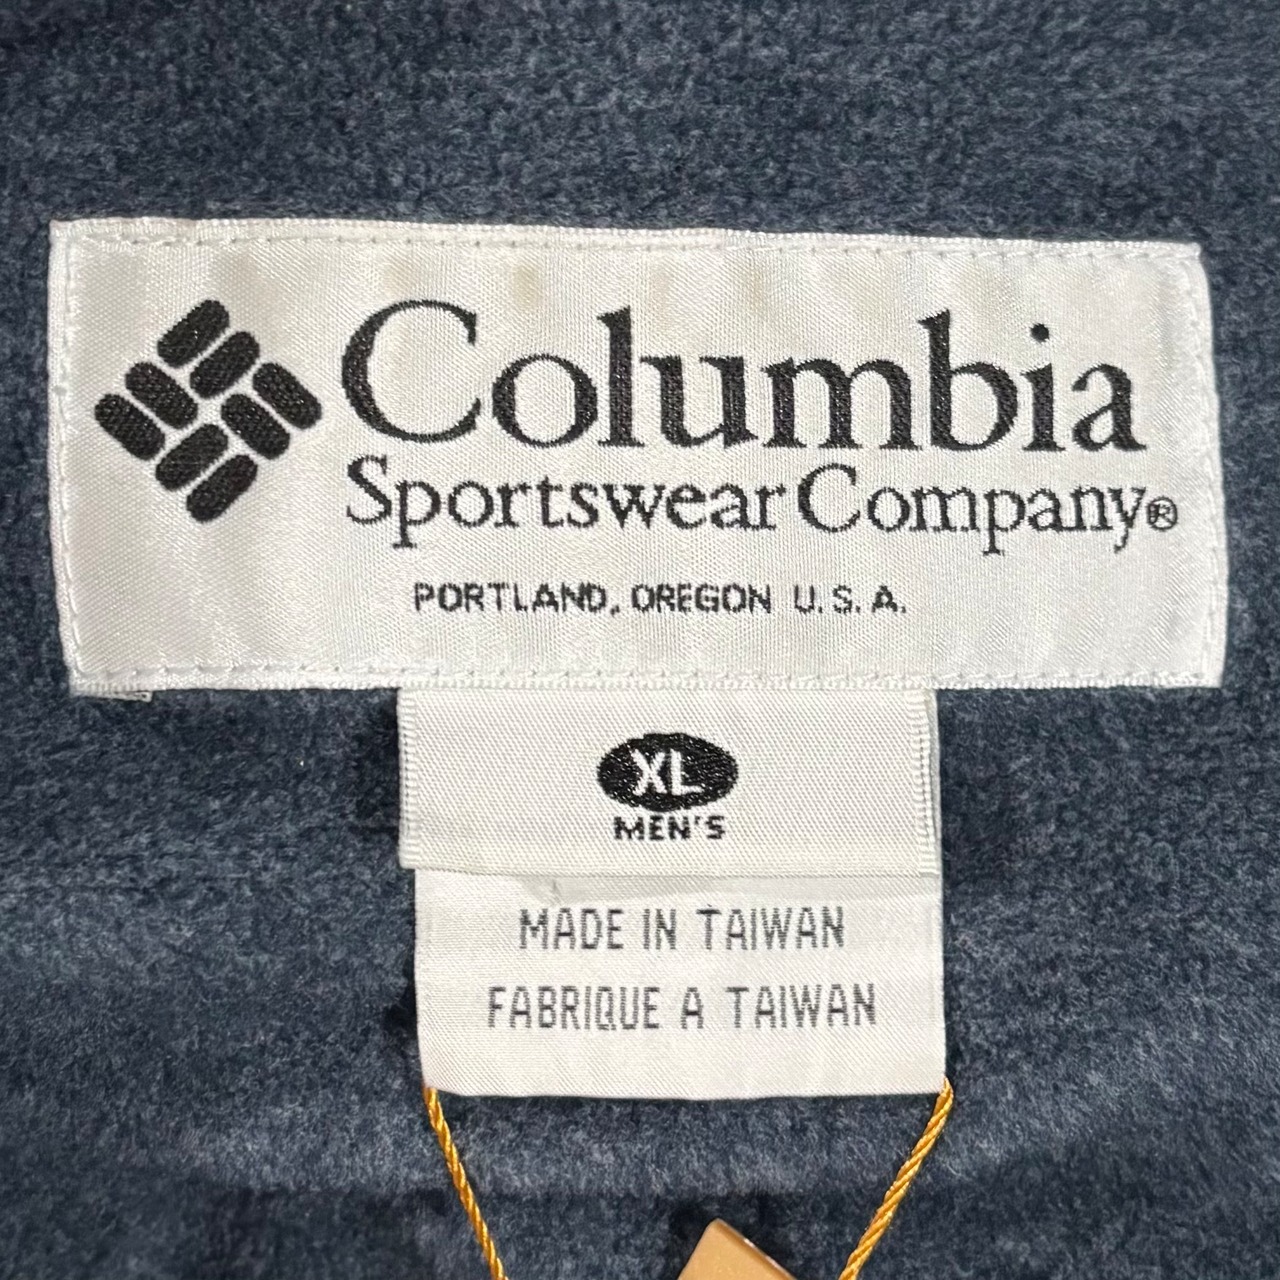 Columbia
Sportswear Company®
PORTLAND, OREGON U.S.A.
XL
MEN'S
MADE IN TAIWAN
FABRIQUE A TAIWAN